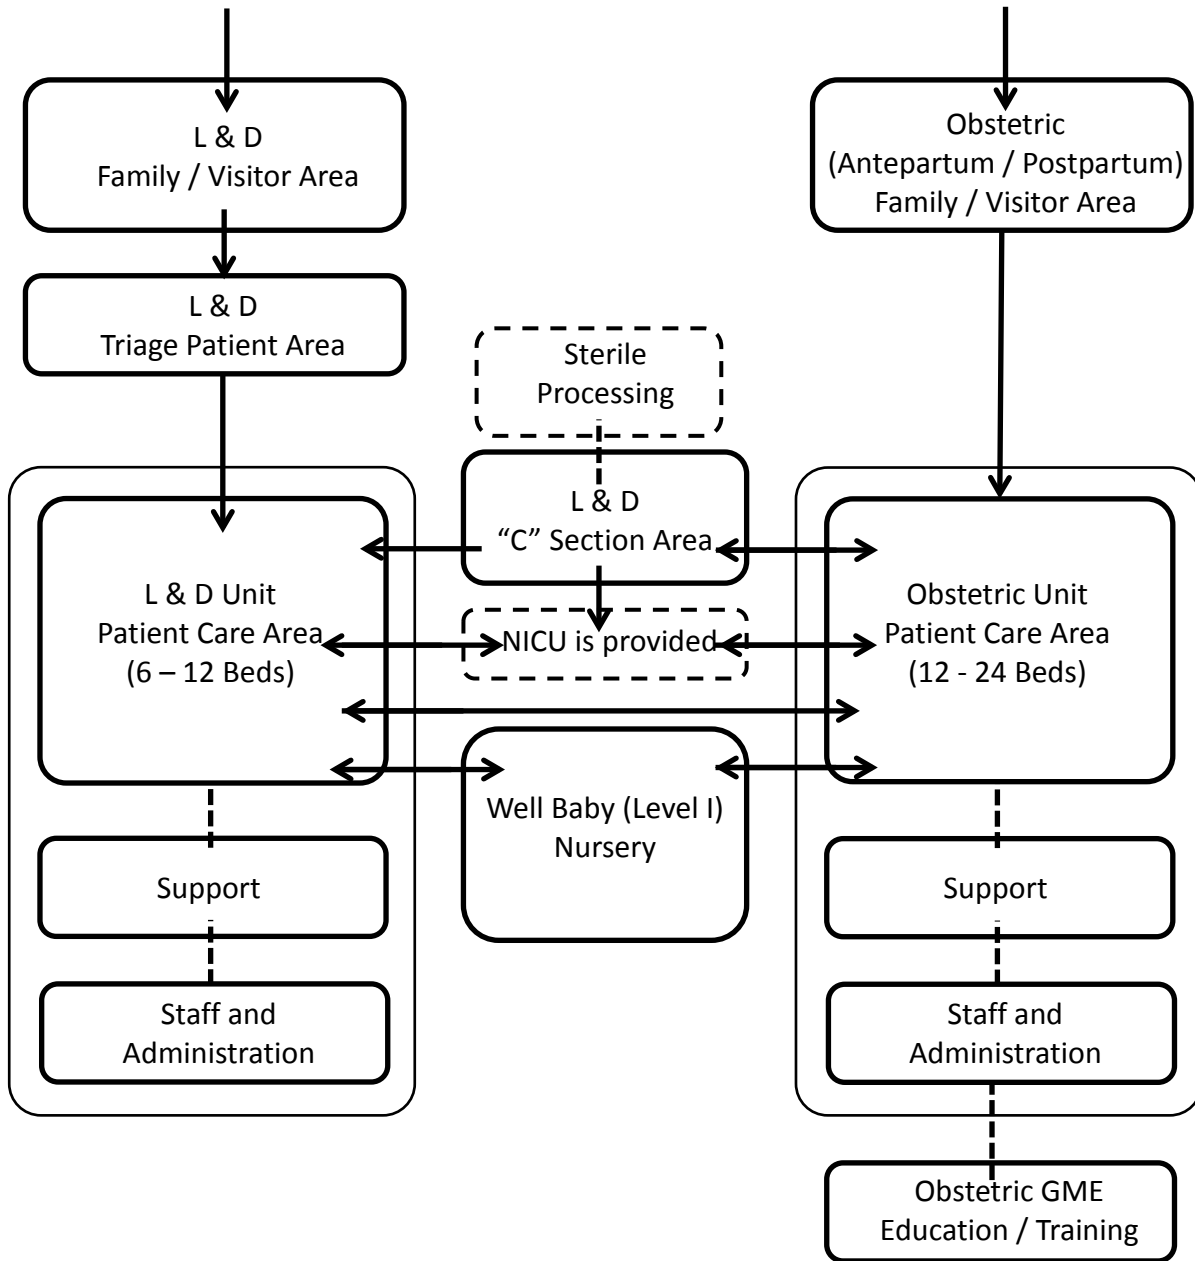 L & D
Family / Visitor Area
Obstetric
(Antepartum / Postpartum)
Family / Visitor Area
L & D
Triage Patient Area
Sterile
Processing
L & D
“C” Section Area
L & D Unit
Patient Care Area
(6 – 12 Beds)
NICU is provided
Obstetric Unit
Patient Care Area
(12 - 24 Beds)
Well Baby (Level I)
Nursery
Support
Support
Staff and
Administration
Staff and
Administration
Obstetric GME
Education / Training